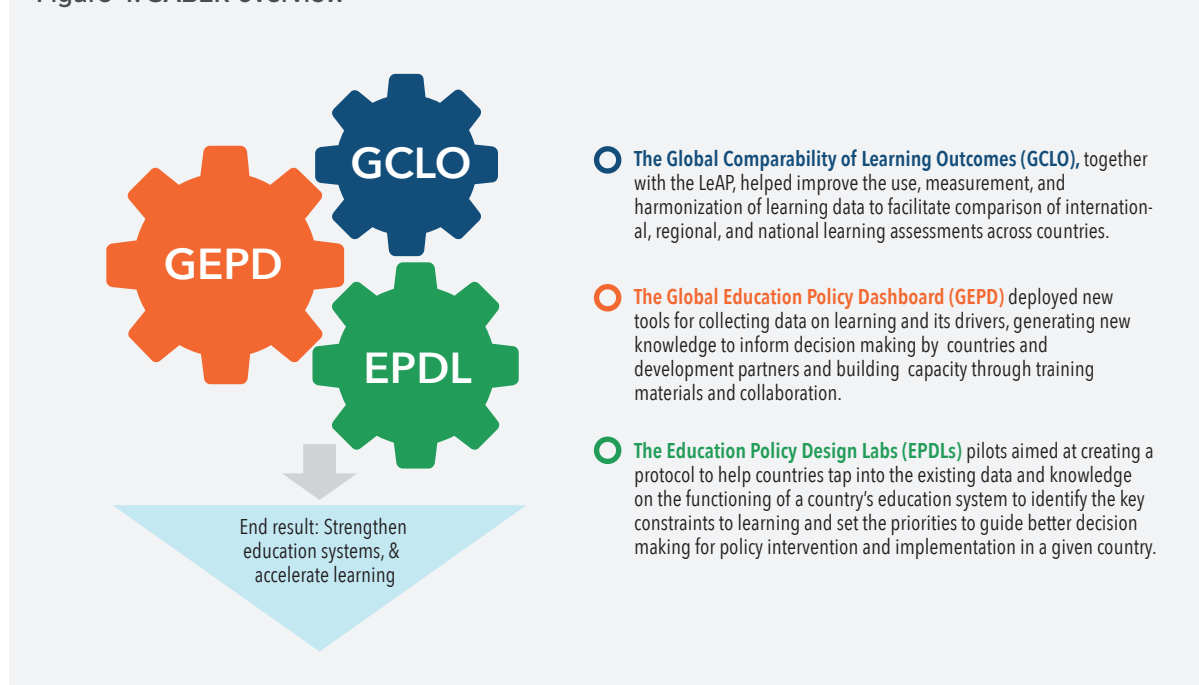 Figure 4. SABER overview
GCLO
GEPD
EPDL
End result: Strengthen
education systems, &
accelerate learning
The Global Comparability of Learning Outcomes (GCLO), together
with the LeAP, helped improve the use, measurement, and
harmonization of learning data to facilitate comparison of internation-
al, regional, and national learning assessments across countries.
The Global Education Policy Dashboard (GEPD) deployed new
tools for collecting data on learning and its drivers, generating new
knowledge to inform decision making by countries and
development partners and building capacity through training
materials and collaboration.
The Education Policy Design Labs (EPDLs) pilots aimed at creating a
protocol to help countries tap into the existing data and knowledge
on the functioning of a country’s education system to identify the key
constraints to learning and set the priorities to guide better decision
making for policy intervention and implementation in a given country.